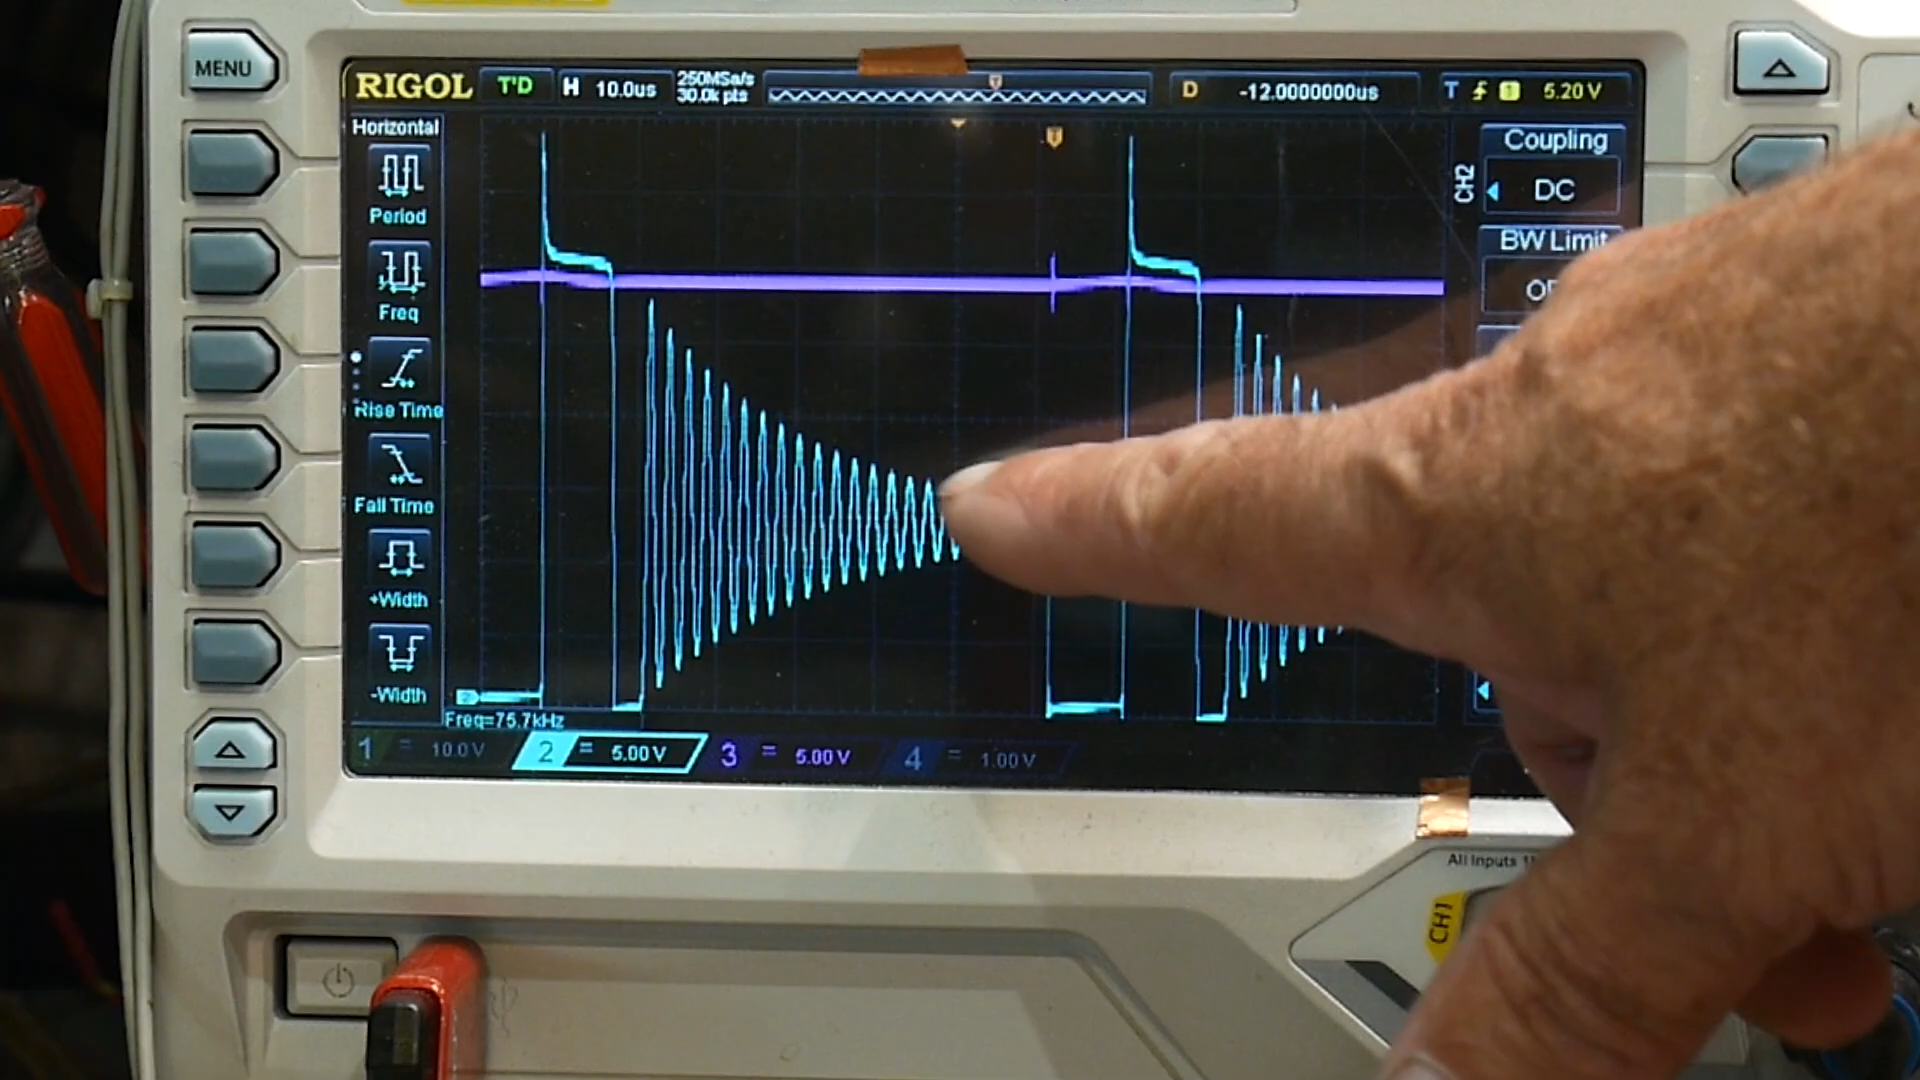 MENU
RIGOL T'D H 10.0us 250MSa/s D -12.0000000us T 1 5.20 V
30.0k pts
Horizontal
Period
Freq
Rise Time
Fall Time
+Width
-Width
Coupling
CH2
DC
BW Limit
Freq=75.7kHz
1 = 10.0 V 2 = 5.00 V 3 = 5.00 V 4 = 1.00 V
All Inputs
CH1